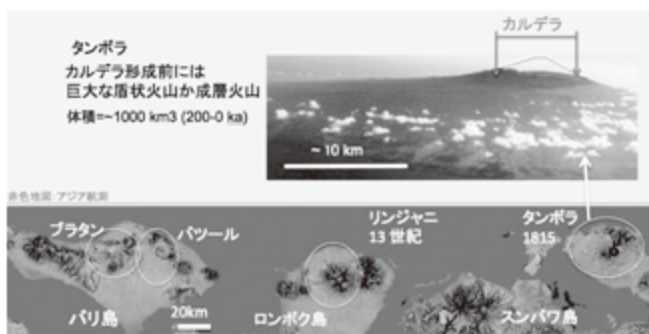 カルデラ
タンボラ
カルデラ形成前には
巨大な盾状火山か成層火山
体積=~1000 km3 (200-0 ka)
~ 10 km
赤色地図: アジア航測
ブラタン
バツール
リンジャニ
13 世紀
タンボラ
1815
バリ島
20km
ロンボク島
スンバワ島